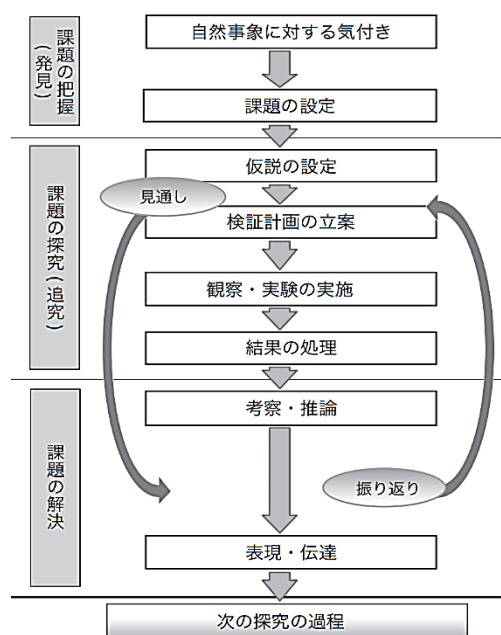 課題の把握
(発見)
自然事象に対する気付き
課題の設定
課題の探究(追究)
仮説の設定
見通し
検証計画の立案
観察・実験の実施
結果の処理
課題の解決
考察・推論
振り返り
表現・伝達
次の探究の過程